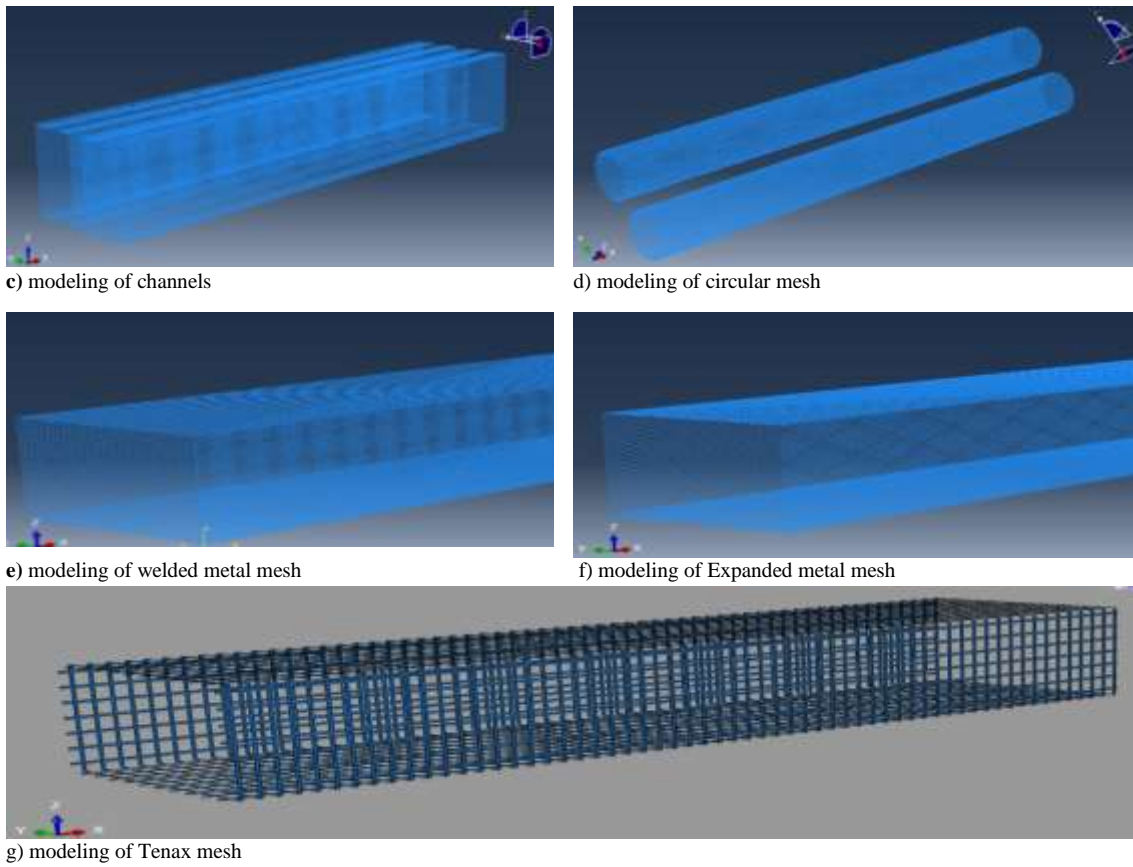 c) modeling of channels
d) modeling of circular mesh
e) modeling of welded metal mesh
f) modeling of Expanded metal mesh
g) modeling of Tenax mesh